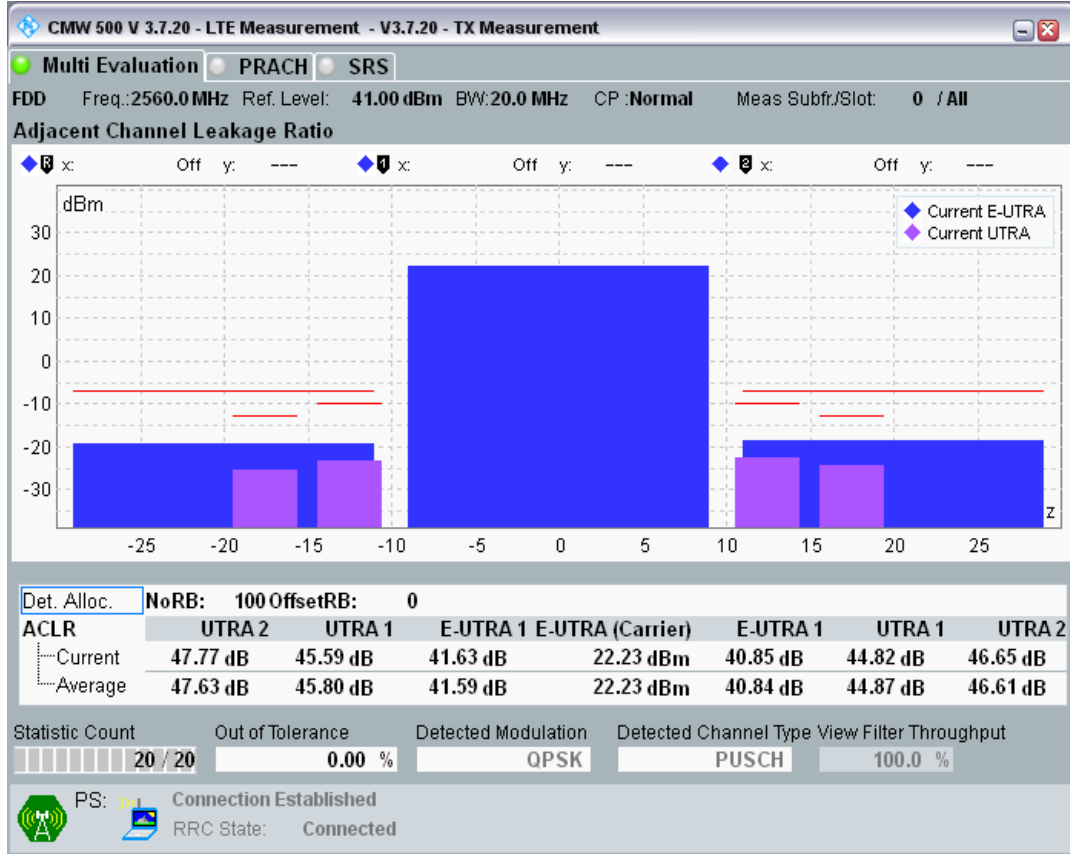 CMW 500 V 3.7.20 - LTE Measurement - V3.7.20 - TX Measurement
Multi Evaluation PRACH SRS
FDD Freq.:2560.0 MHz Ref. Level: 41.00 dBm BW:20.0 MHz CP :Normal Meas Subfr./Slot: 0 / All
Adjacent Channel Leakage Ratio
R x: Off y: --- 1 x: Off y: --- 2 x: Off y: ---
dBm
Current E-UTRA
Current UTRA
30
20
10
0
-10
-20
-30
z
-25 -20 -15 -10 -5 0 5 10 15 20 25
Det. Alloc. NoRB: 100 OffsetRB: 0
ACLR UTRA 2 UTRA 1 E-UTRA 1 E-UTRA (Carrier) E-UTRA 1 UTRA 1 UTRA 2
Current 47.77 dB 45.59 dB 41.63 dB 22.23 dBm 40.85 dB 44.82 dB 46.65 dB
Average 47.63 dB 45.80 dB 41.59 dB 22.23 dBm 40.84 dB 44.87 dB 46.61 dB
Statistic Count Out of Tolerance Detected Modulation Detected Channel Type View Filter Throughput
20 / 20 0.00 % QPSK PUSCH 100.0 %
PS: Connection Established
RRC State: Connected